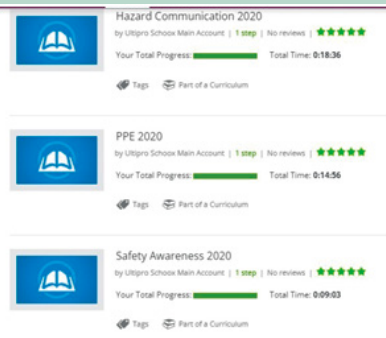 Hazard Communication 2020
by Ultipro Schoox Main Account | 1 step | No reviews |
Your Total Progress: Total Time: 0:18:36
Tags Part of a Curriculum
PPE 2020
by Ultipro Schoox Main Account | 1 step | No reviews |
Your Total Progress: Total Time: 0:14:56
Tags Part of a Curriculum
Safety Awareness 2020
by Ultipro Schoox Main Account | 1 step | No reviews |
Your Total Progress: Total Time: 0:09:03
Tags Part of a Curriculum